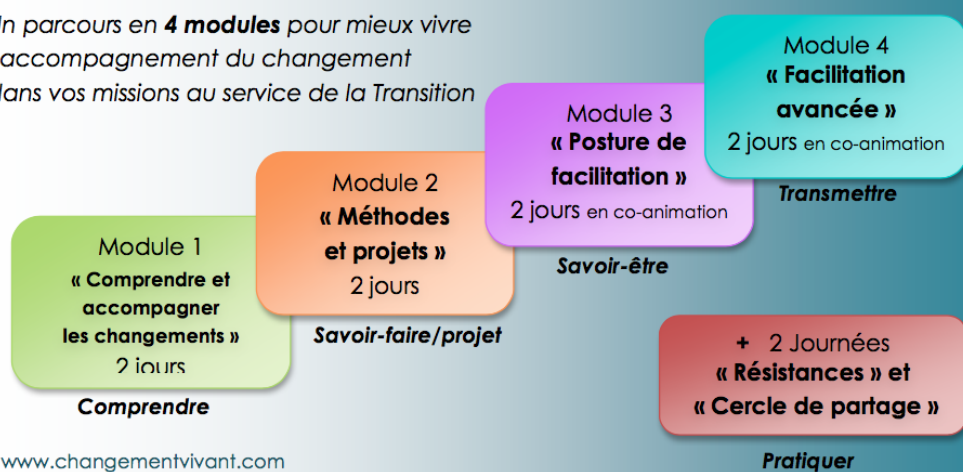 n parcours en 4 modules pour mieux vivre
accompagnement du changement
dans vos missions au service de la Transition
Module 1
« Comprendre et
accompagner
les changements »
2 jours
Comprendre
Module 2
« Méthodes
et projets »
2 jours
Savoir-faire/projet
Module 3
« Posture de
facilitation »
2 jours en co-animation
Savoir-être
Module 4
« Facilitation
avancée »
2 jours en co-animation
Transmettre
+ 2 Journées
« Résistances » et
« Cercle de partage »
Pratiquer
www.changementvivant.com